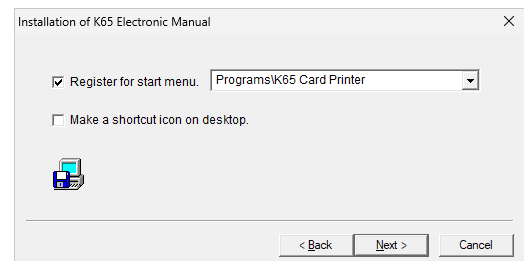 Installation of K65 Electronic Manual
Register for start menu. Programs\K65 Card Printer
Make a shortcut icon on desktop.
< Back Next > Cancel